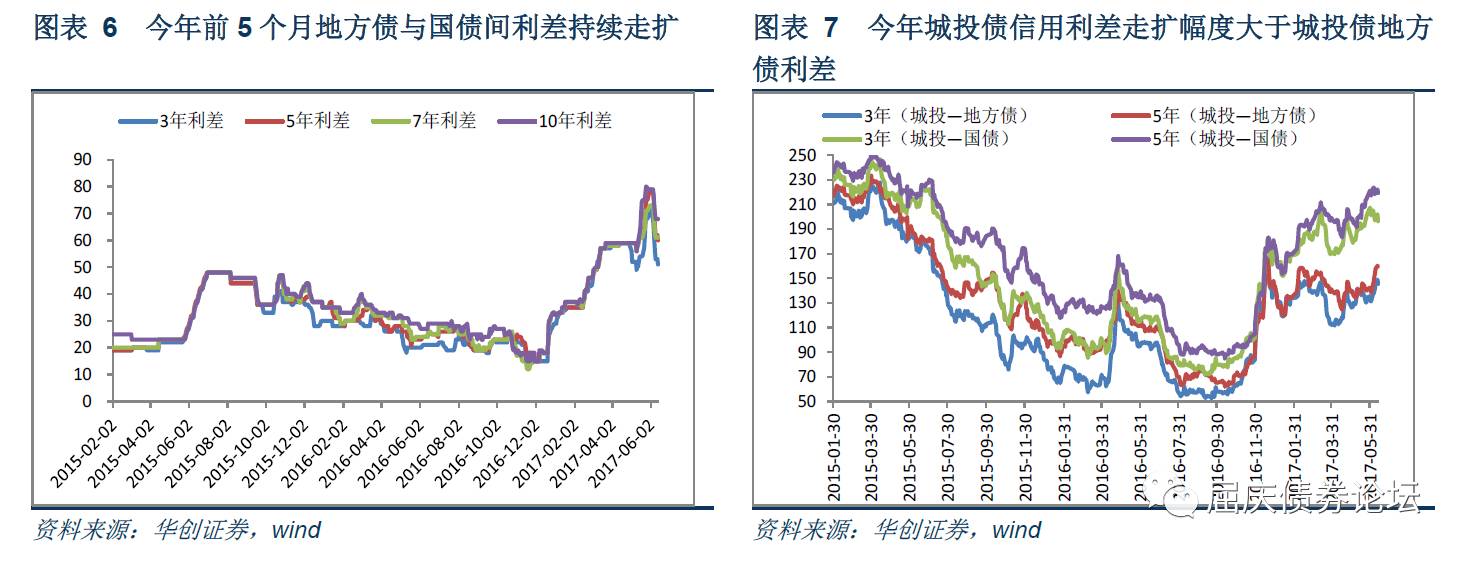 图表 6 今年前 5 个月地方债与国债间利差持续走扩
3年利差 5年利差 7年利差 10年利差
90
80
70
60
50
40
30
20
10
0
2015-02-02 2015-04-02 2015-06-02 2015-08-02 2015-10-02 2015-12-02 2016-02-02 2016-04-02 2016-06-02 2016-08-02 2016-10-02 2016-12-02 2017-02-02 2017-04-02 2017-06-02
资料来源：华创证券，wind
图表 7 今年城投债信用利差走扩幅度大于城投债地方
债利差
3年（城投—地方债） 5年（城投—地方债）
3年（城投—国债） 5年（城投—国债）
250
230
210
190
170
150
130
110
90
70
50
2015-01-30 2015-03-30 2015-05-30 2015-07-30 2015-09-30 2015-11-30 2016-01-31 2016-03-31 2016-05-31 2016-07-31 2016-09-30 2016-11-30 2017-01-31 2017-03-31 2017-05-31
屈庆债券论坛
资料来源：华创证券，wind